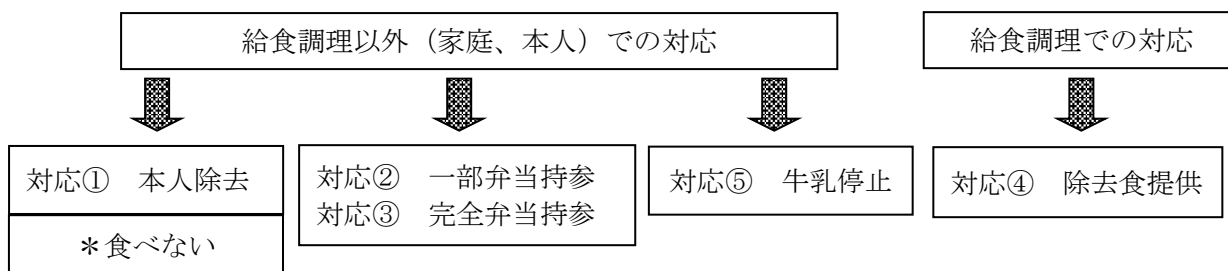 給食調理以外（家庭、本人）での対応
給食調理での対応
対応①　本人除去
＊食べない
対応②　一部弁当持参
対応③　完全弁当持参
対応⑤　牛乳停止
対応④　除去食提供